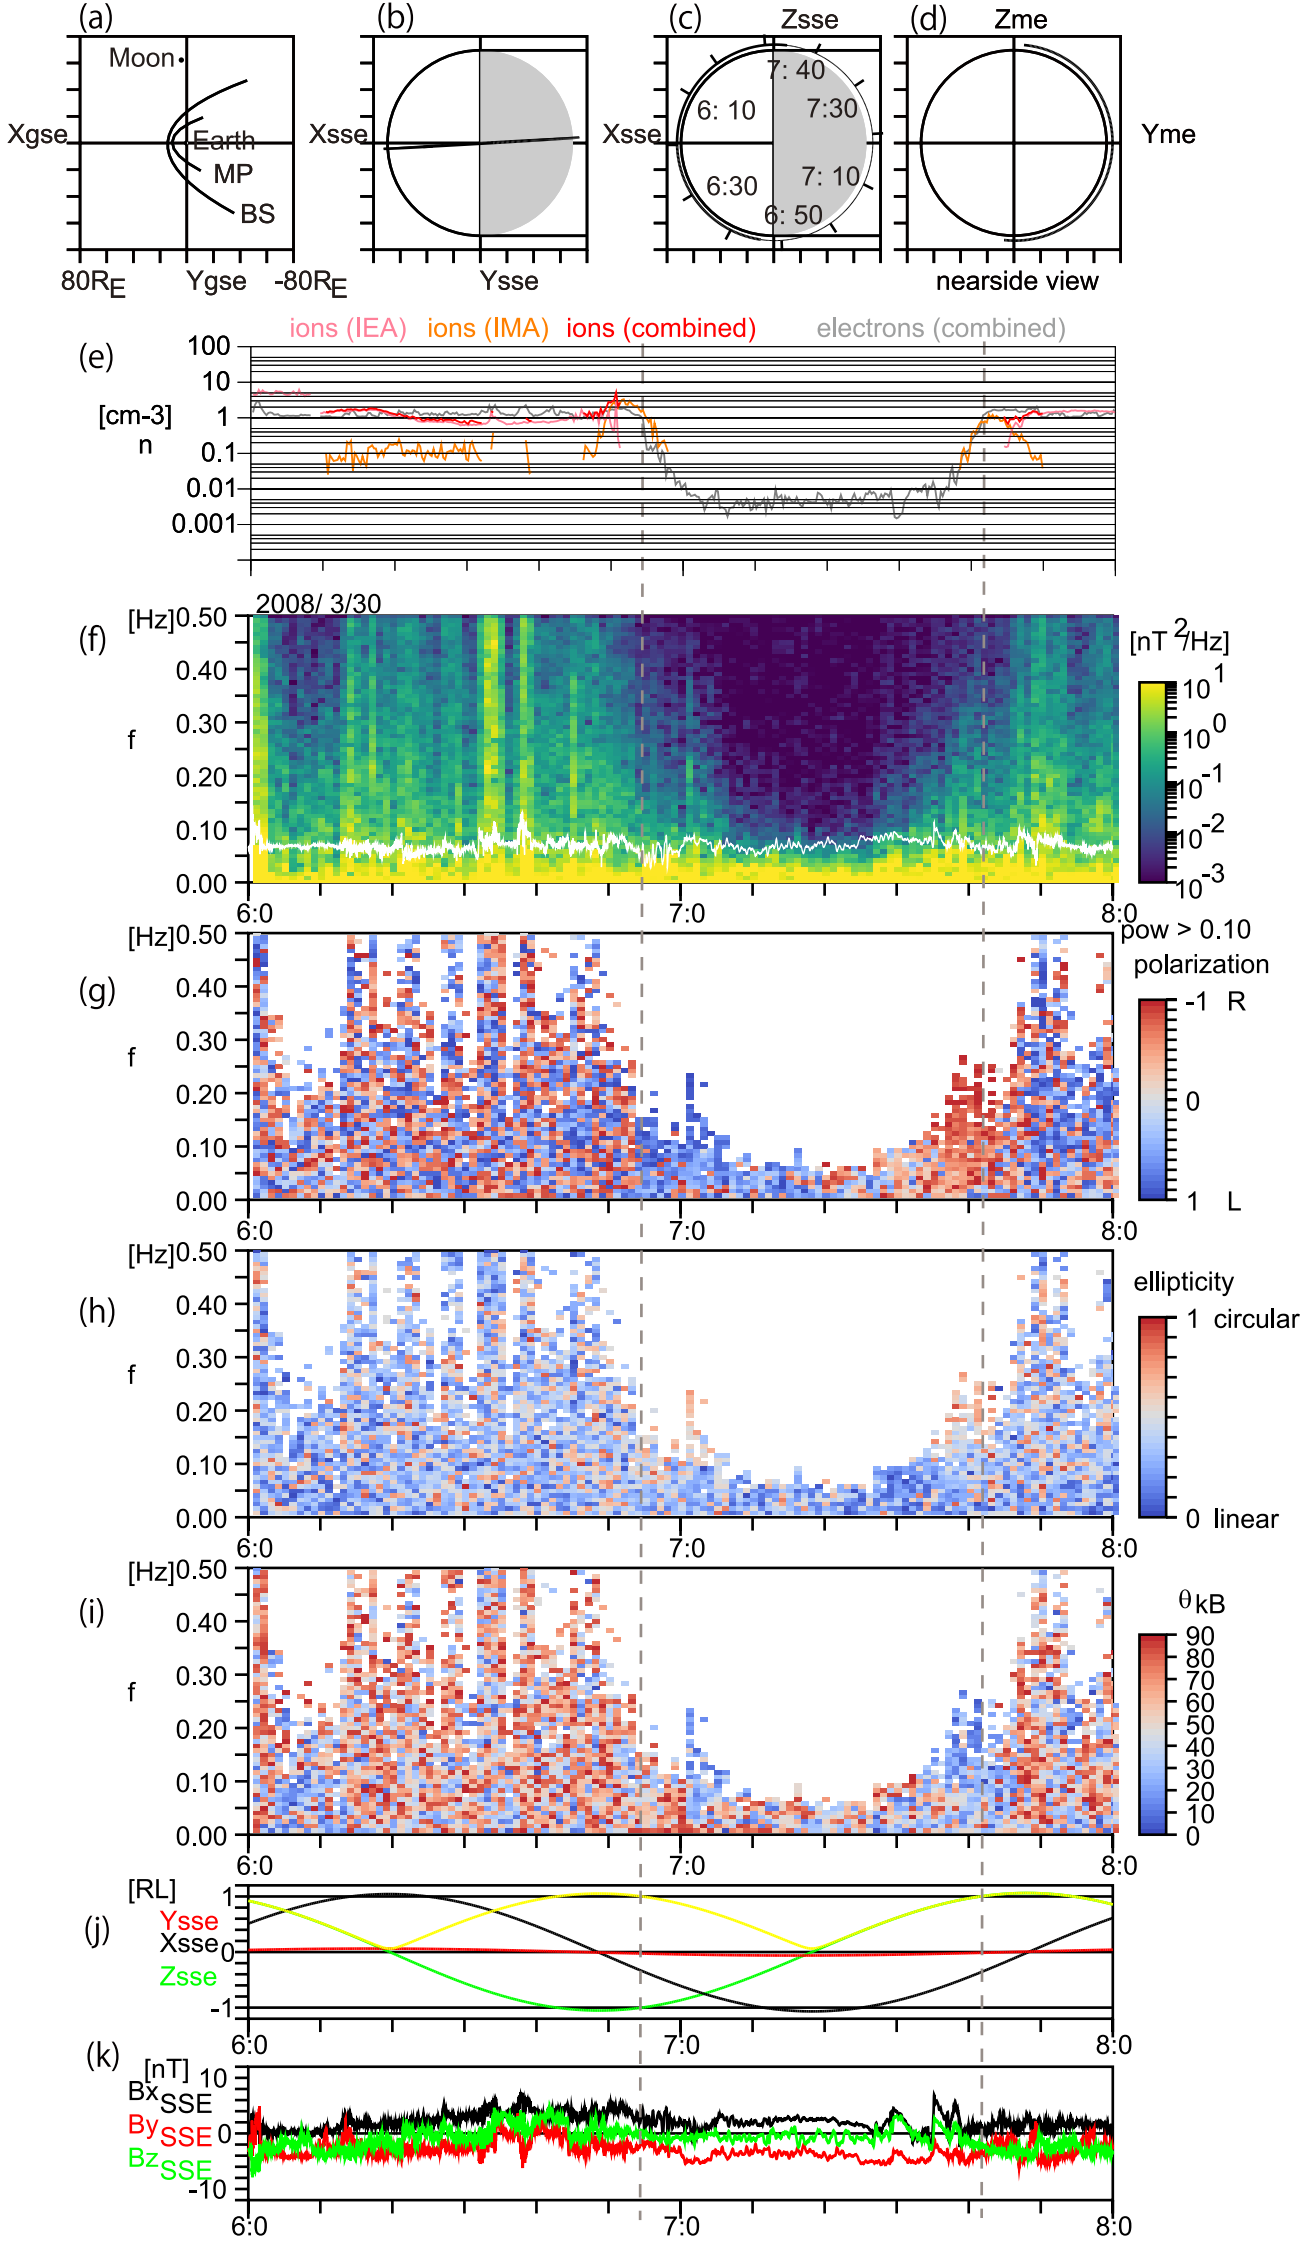 (a) (b) (c) Zsse (d) Zme
Moon
7: 40
6: 10 7:30
Xgse Earth Xsse Xsse Yme
MP 6:30 7: 10
BS 6: 50
80RE Ygse -80RE Ysse nearside view
ions (IEA) ions (IMA) ions (combined) electrons (combined)
(e) 100
10
[cm-3] 1
n 0.1
0.01
0.001
2008/ 3/30
(f) [Hz] 0.50 [nT2/Hz]
0.40 10 1
0.30 10 0
f 10 -1
0.20
0.10 10 -2
0.00 10 -3
6:0 7:0 8:0
pow > 0.10
(g) [Hz] 0.50 polarization
0.40 -1 R
0.30
f 0.20 0
0.10
0.00 1 L
6:0 7:0 8:0
(h) [Hz] 0.50 ellipticity
0.40 1 circular
0.30
f
0.20
0.10
0.00 0 linear
6:0 7:0 8:0
(i) [Hz] 0.50 θkB
0.40 90
80
0.30 70
f 60
50
0.20 40
30
0.10 20
10
0.00 0
6:0 7:0 8:0
(j) [RL] 1
Ysse
Xsse 0
Zsse
-1
6:0 7:0 8:0
(k) [nT] 10
BxSSE
BySSE 0
BzSSE
-10
6:0 7:0 8:0